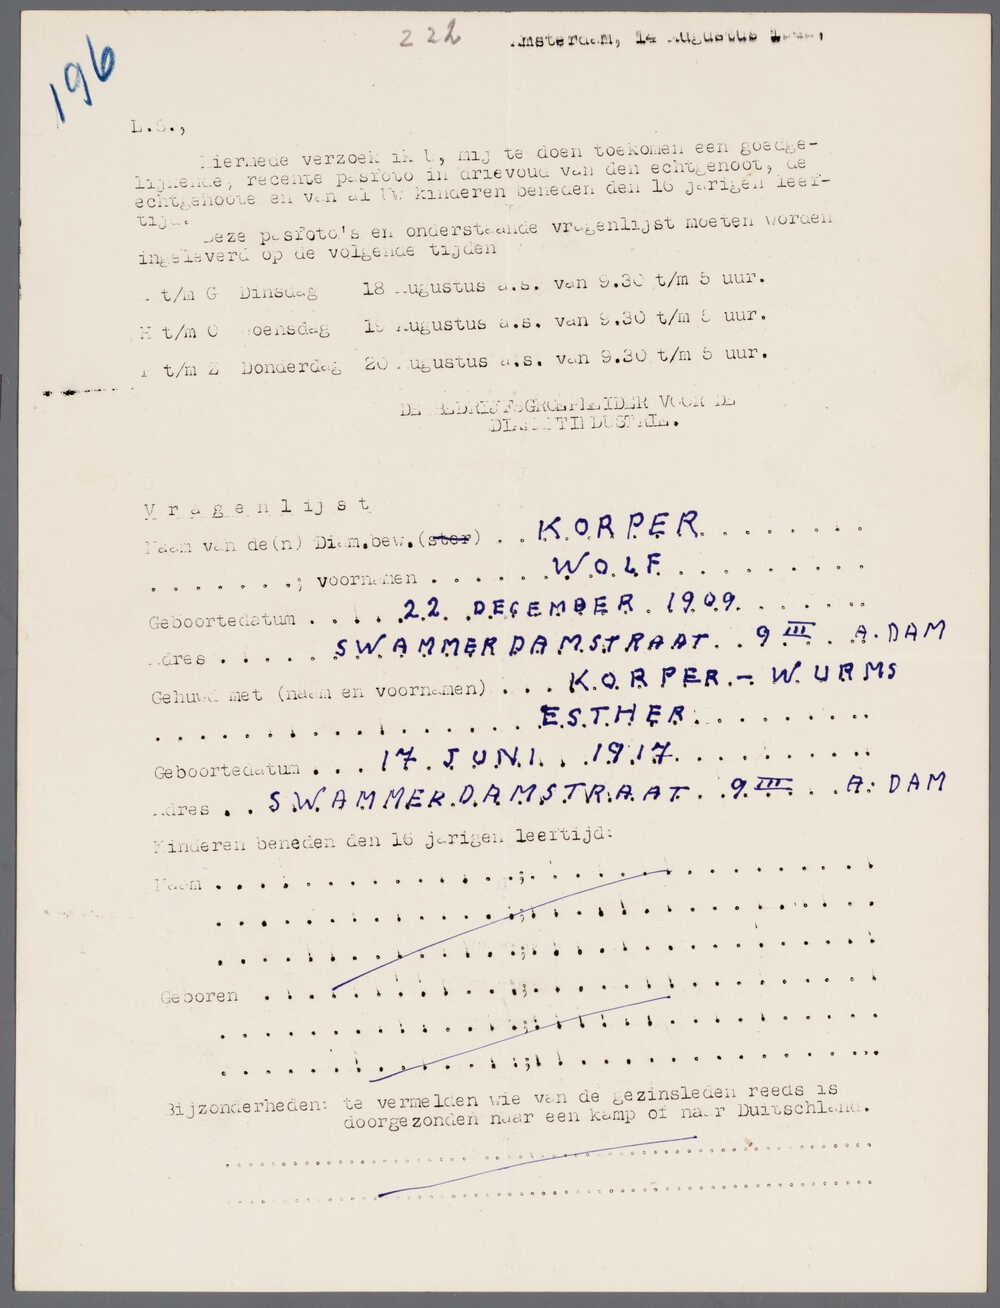 196
222
Amsterdam, 14 Augustus
L.S.,
Hiermede verzoek ik U, mij te doen toekomen een goedge-
lijkende, recente pasfoto in drievoud van den echtgenoot, de
echtgenoote en van al Uw kinderen beneden den 16 jarigen leef-
tijd.
Deze pasfoto's en onderstaande vragenlijst moeten worden
ingeleverd op de volgende tijden
t/m G Dinsdag 18 Augustus a.s. van 9.30 t/m 5 uur.
H t/m O Woensdag 19 Augustus a.s. van 9.30 t/m 5 uur.
P t/m Z Donderdag 20 Augustus a.s. van 9.30 t/m 5 uur.
DE BEDRIJFSGROEPLEIDER VOOR DE
DIAMANTINDUSTRIE.
Vragenlijst
Naam van de(n) Diam.bew.(ster) . . KORPER . . . . . .
. . . . . . .; voornamen . . . . . . WOLF . . . . . . . . .
Geboortedatum . . . . . 22 DECEMBER 1909 . . . . . .
Adres . . . . . SWAMMERDAMSTRAAT . . 9 III . A.DAM
Gehuwd met (naam en voornamen) . . . KORPER - WURMS
. . . . . . . . . . . . . . . . . ESTHER . . . . . . . .
Geboortedatum . . . 17 JUNI . 1917 . . . . . . . . .
Adres . . SWAMMERDAMSTRAAT . 9 III . . A. DAM
Kinderen beneden den 16 jarigen leeftijd:
Naam . . . . . . . . . . . . . .; . . . . . . . . . . . . . . .
. . . . . . . . . . . . . .; . . . . . . . . . . . . . . .
. . . . . . . . . . . . . .; . . . . . . . . . . . . . . .
Geboren . . . . . . . . . . . .; . . . . . . . . . . . . . . .
. . . . . . . . . . . . . .; . . . . . . . . . . . . . . .
. . . . . . . . . . . . . .; . . . . . . . . . . . . . . .
Bijzonderheden: te vermelden wie van de gezinsleden reeds is
doorgezonden naar een kamp of naar Duitschland.
. . . . . . . . . . . . . . . . . . . . . . . . . . . . . .
. . . . . . . . . . . . . . . . . . . . . . . . . . . . . .